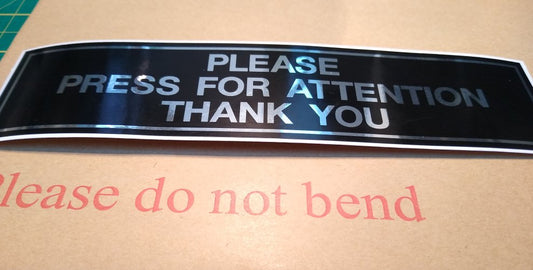 PLEASE
PRESS FOR ATTENTION
THANK YOU
Please do not bend